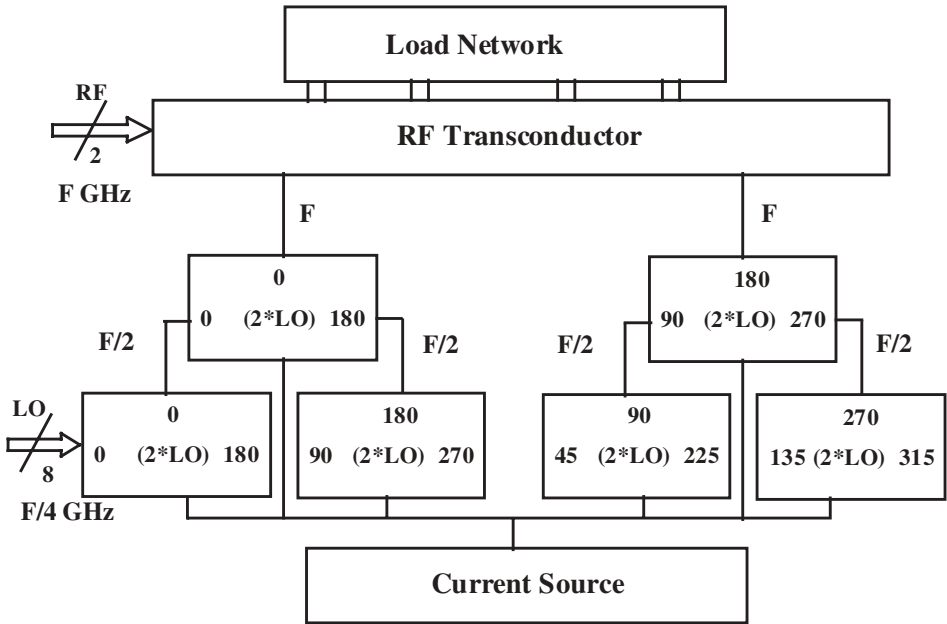 Load Network
RF
2
F GHz
RF Transconductor
F
F
0
0 (2*LO) 180
180
90 (2*LO) 270
F/2
F/2
F/2
F/2
LO
8
F/4 GHz
0
0 (2*LO) 180
180
90 (2*LO) 270
90
45 (2*LO) 225
270
135 (2*LO) 315
Current Source